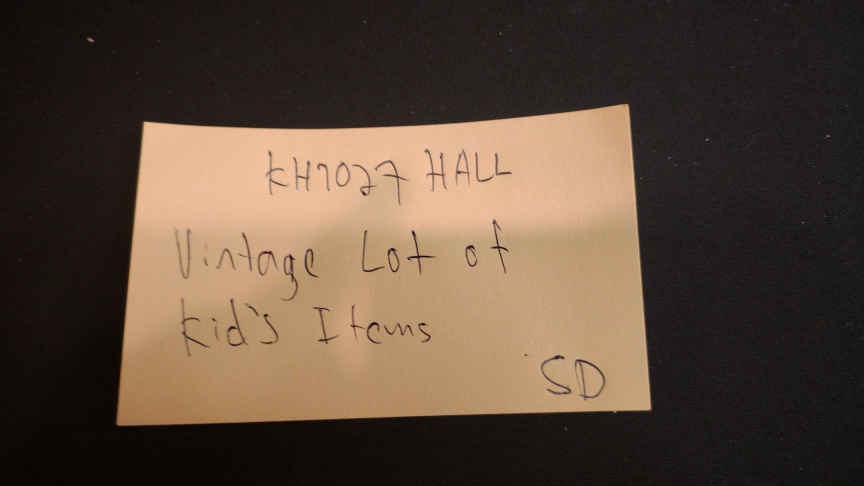 KH1027 HALL
Vintage Lot of
Kid's Items
SD